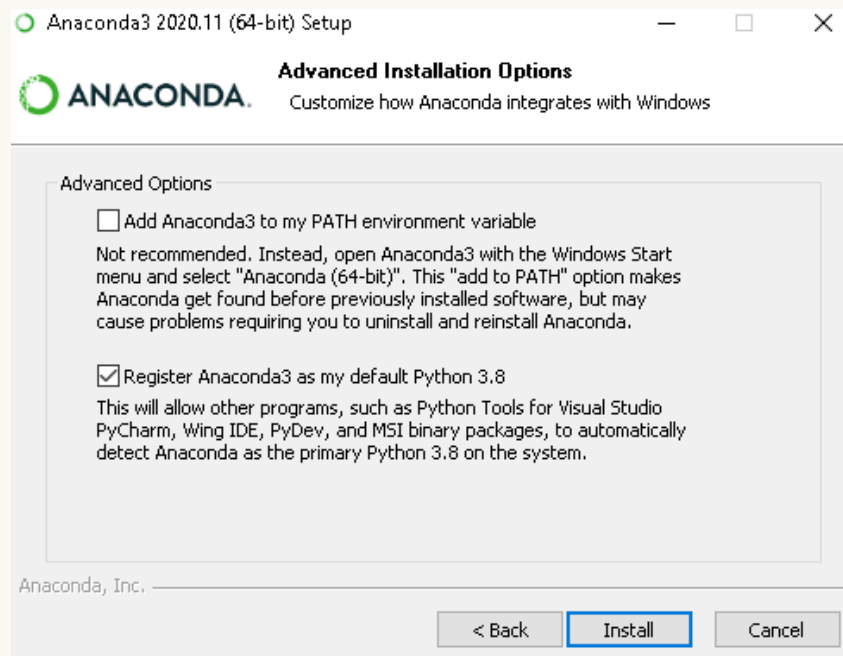 Anaconda3 2020.11 (64-bit) Setup
ANACONDA.
Advanced Installation Options
Customize how Anaconda integrates with Windows
Advanced Options
Add Anaconda3 to my PATH environment variable
Not recommended. Instead, open Anaconda3 with the Windows Start
menu and select "Anaconda (64-bit)". This "add to PATH" option makes
Anaconda get found before previously installed software, but may
cause problems requiring you to uninstall and reinstall Anaconda.
Register Anaconda3 as my default Python 3.8
This will allow other programs, such as Python Tools for Visual Studio
PyCharm, Wing IDE, PyDev, and MSI binary packages, to automatically
detect Anaconda as the primary Python 3.8 on the system.
Anaconda, Inc.
< Back
Install
Cancel